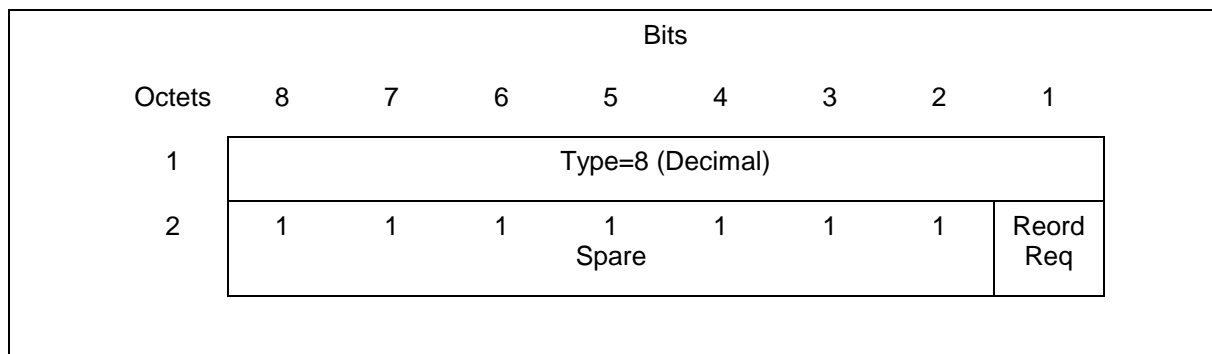 Bits
Octets 8 7 6 5 4 3 2 1
1 Type=8 (Decimal)
2 1 1 1 1 1 1 1 Reord
Spare Req